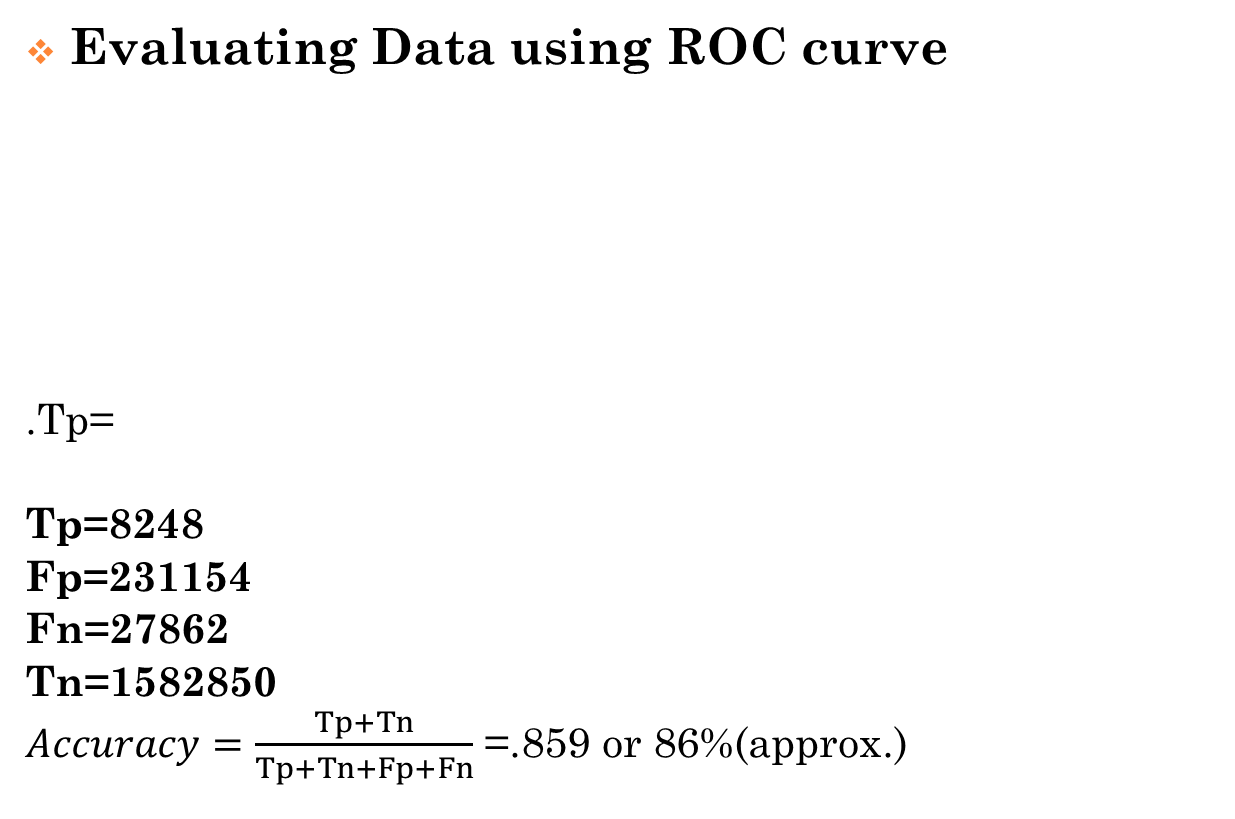 ❖ Evaluating Data using ROC curve
.Tp=
Tp=8248
Fp=231154
Fn=27862
Tn=1582850
Accuracy = Tp+Tn / Tp+Tn+Fp+Fn =.859 or 86%(approx.)